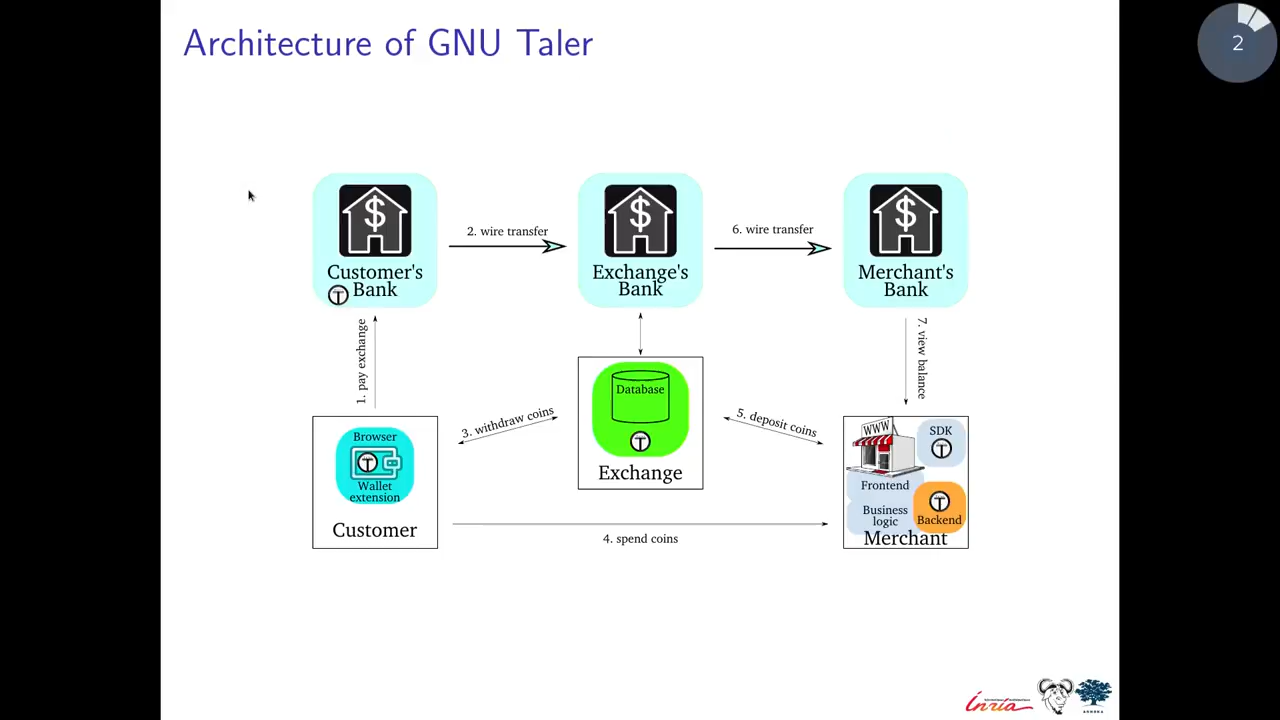 Architecture of GNU Taler
2
$
$
$
Customer's
Bank
2. wire transfer
Exchange's
Bank
6. wire transfer
Merchant's
Bank
1. pay exchange
7. view balance
3. withdraw coins
Database
Exchange
5. deposit coins
Browser
Wallet
extension
Customer
4. spend coins
WWW
SDK
Frontend
Business
logic
Backend
Merchant
Inria